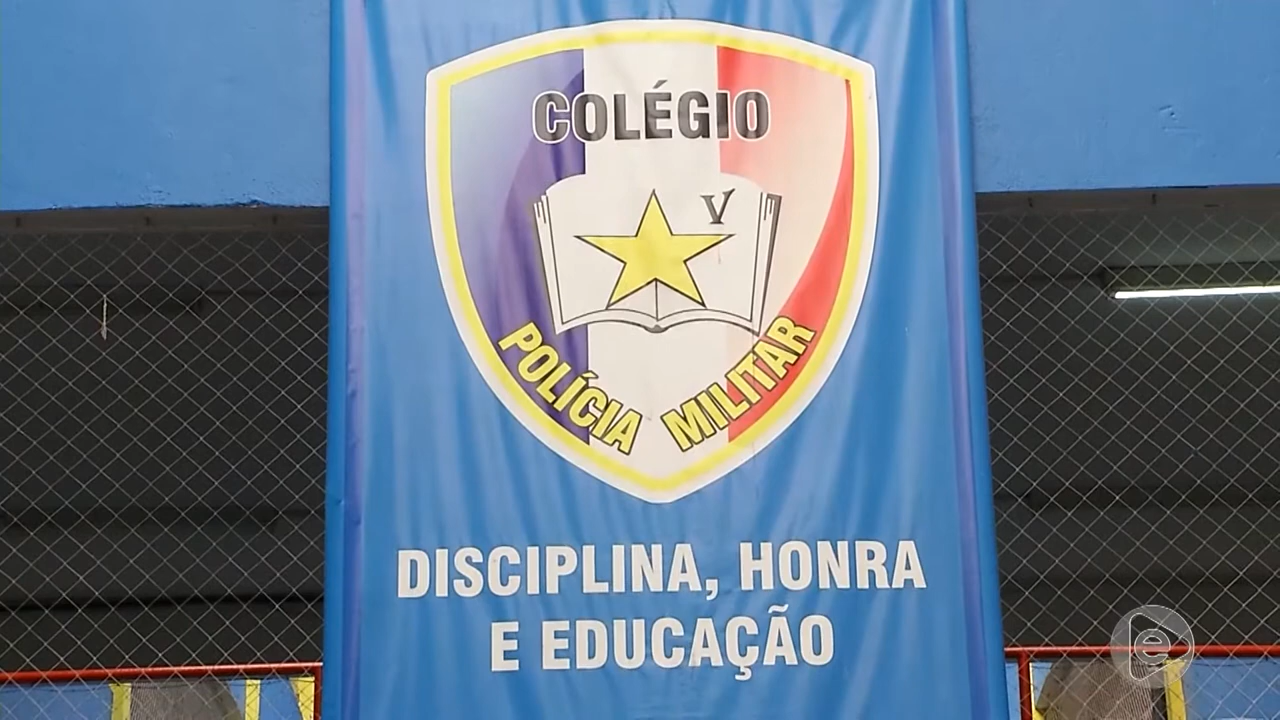 COLÉGIO
V
POLÍCIA MILITAR
DISCIPLINA, HONRA
E EDUCAÇÃO
e